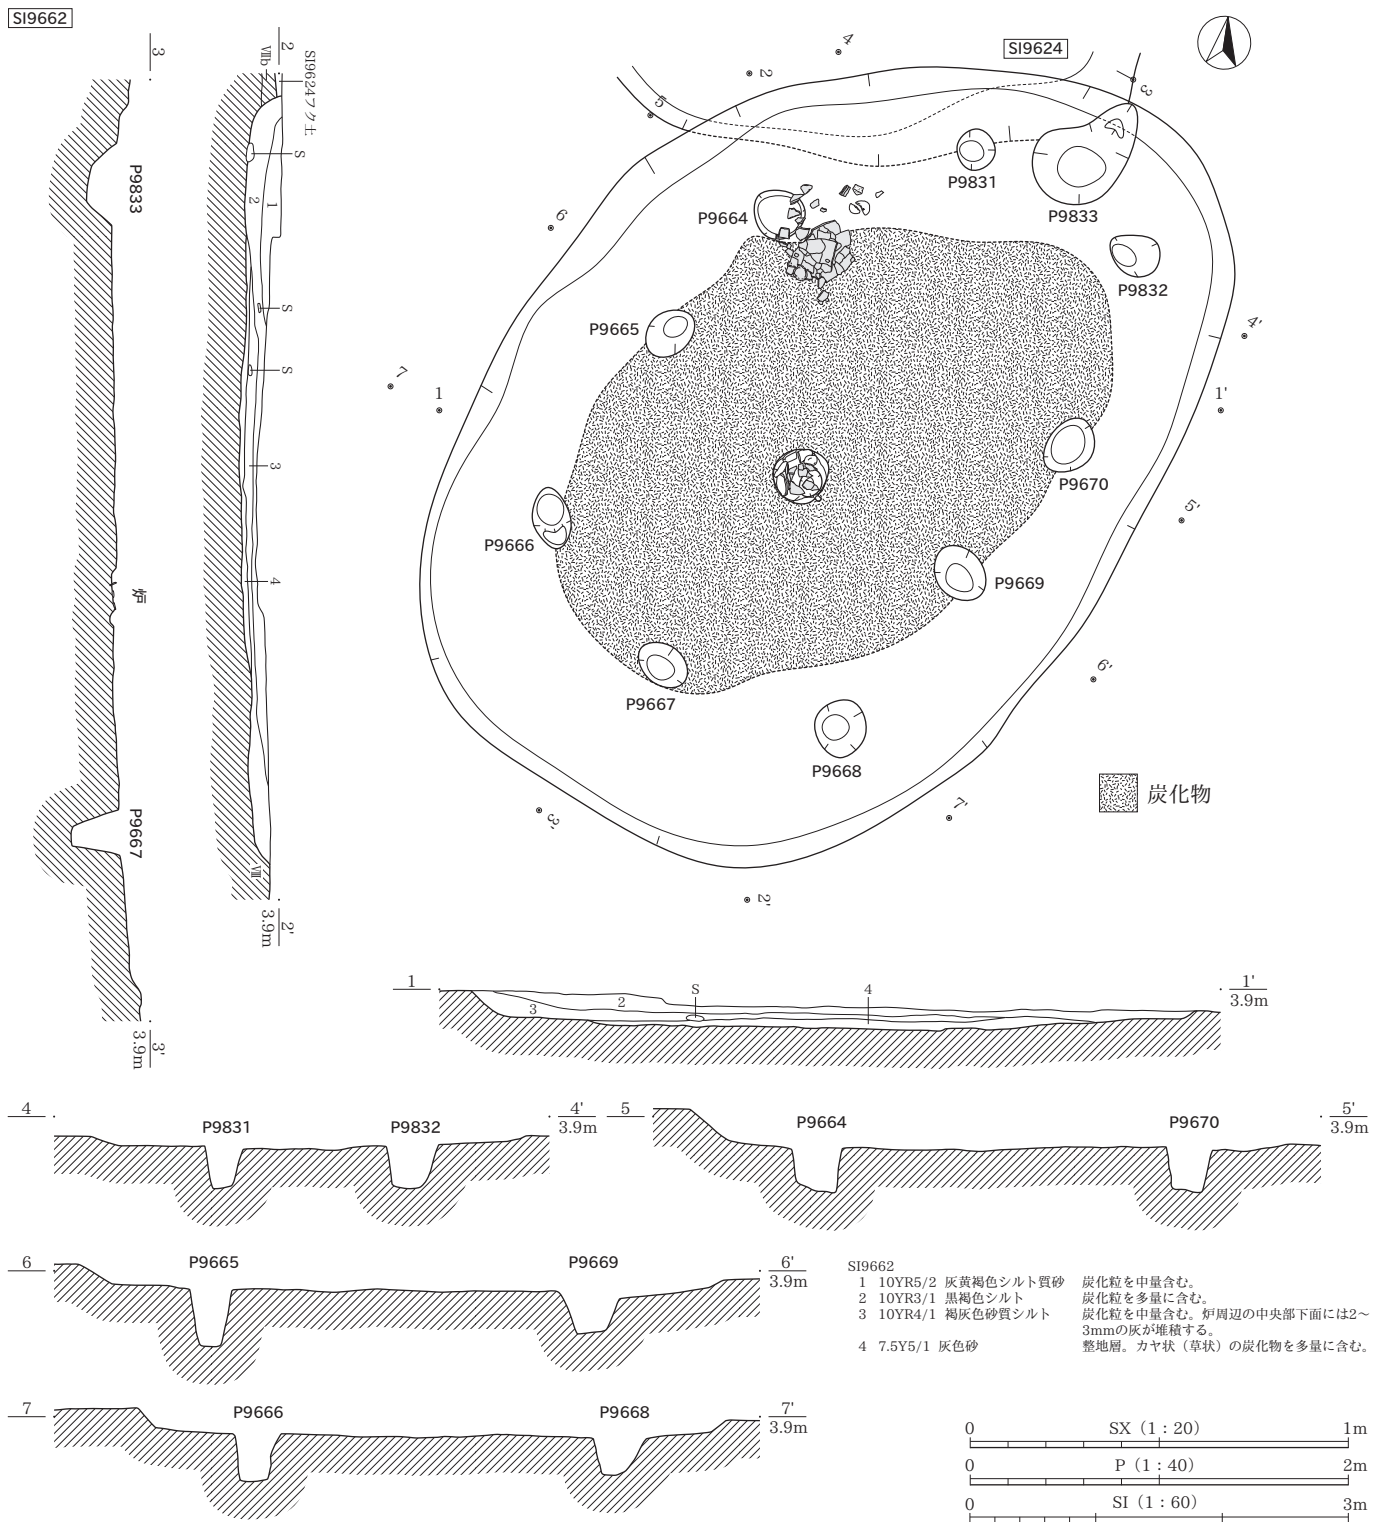 SI9662
3
P9833
炉
P9667
3'
3.9m
2
Ⅶb
SI9624フク土
S
1
2
S
S
3
4
Ⅷ
2'
3.9m
SI9624
4
2
3
5
6
7
1
4'
1'
5'
6'
7'
2'
3'
P9831
P9833
P9664
P9832
P9665
P9670
P9666
P9669
P9667
P9668
炭化物
1
S
4
2
3
1'
3.9m
4
P9831
P9832
4'
3.9m
5
P9664
P9670
5'
3.9m
6
P9665
P9669
6'
3.9m
7
P9666
P9668
7'
3.9m
SI9662
1 10YR5/2 灰黄褐色シルト質砂 炭化粒を中量含む。
2 10YR3/1 黒褐色シルト 炭化粒を多量に含む。
3 10YR4/1 褐灰色砂質シルト 炭化粒を中量含む。炉周辺の中央部下面には2～
3mmの灰が堆積する。
4 7.5Y5/1 灰色砂 整地層。カヤ状（草状）の炭化物を多量に含む。
0 SX（1：20） 1m
0 P（1：40） 2m
0 SI（1：60） 3m